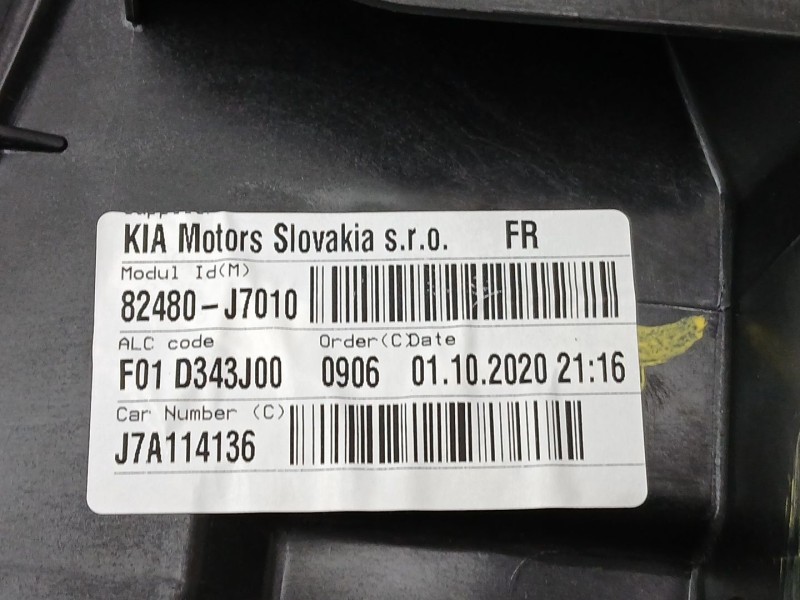 KIA Motors Slovakia s.r.o. FR
Modul Id(M)
82480-J7010
ALC code Order(C)Date
F01 D343J00 0906 01.10.2020 21:16
Car Number (C)
J7A114136